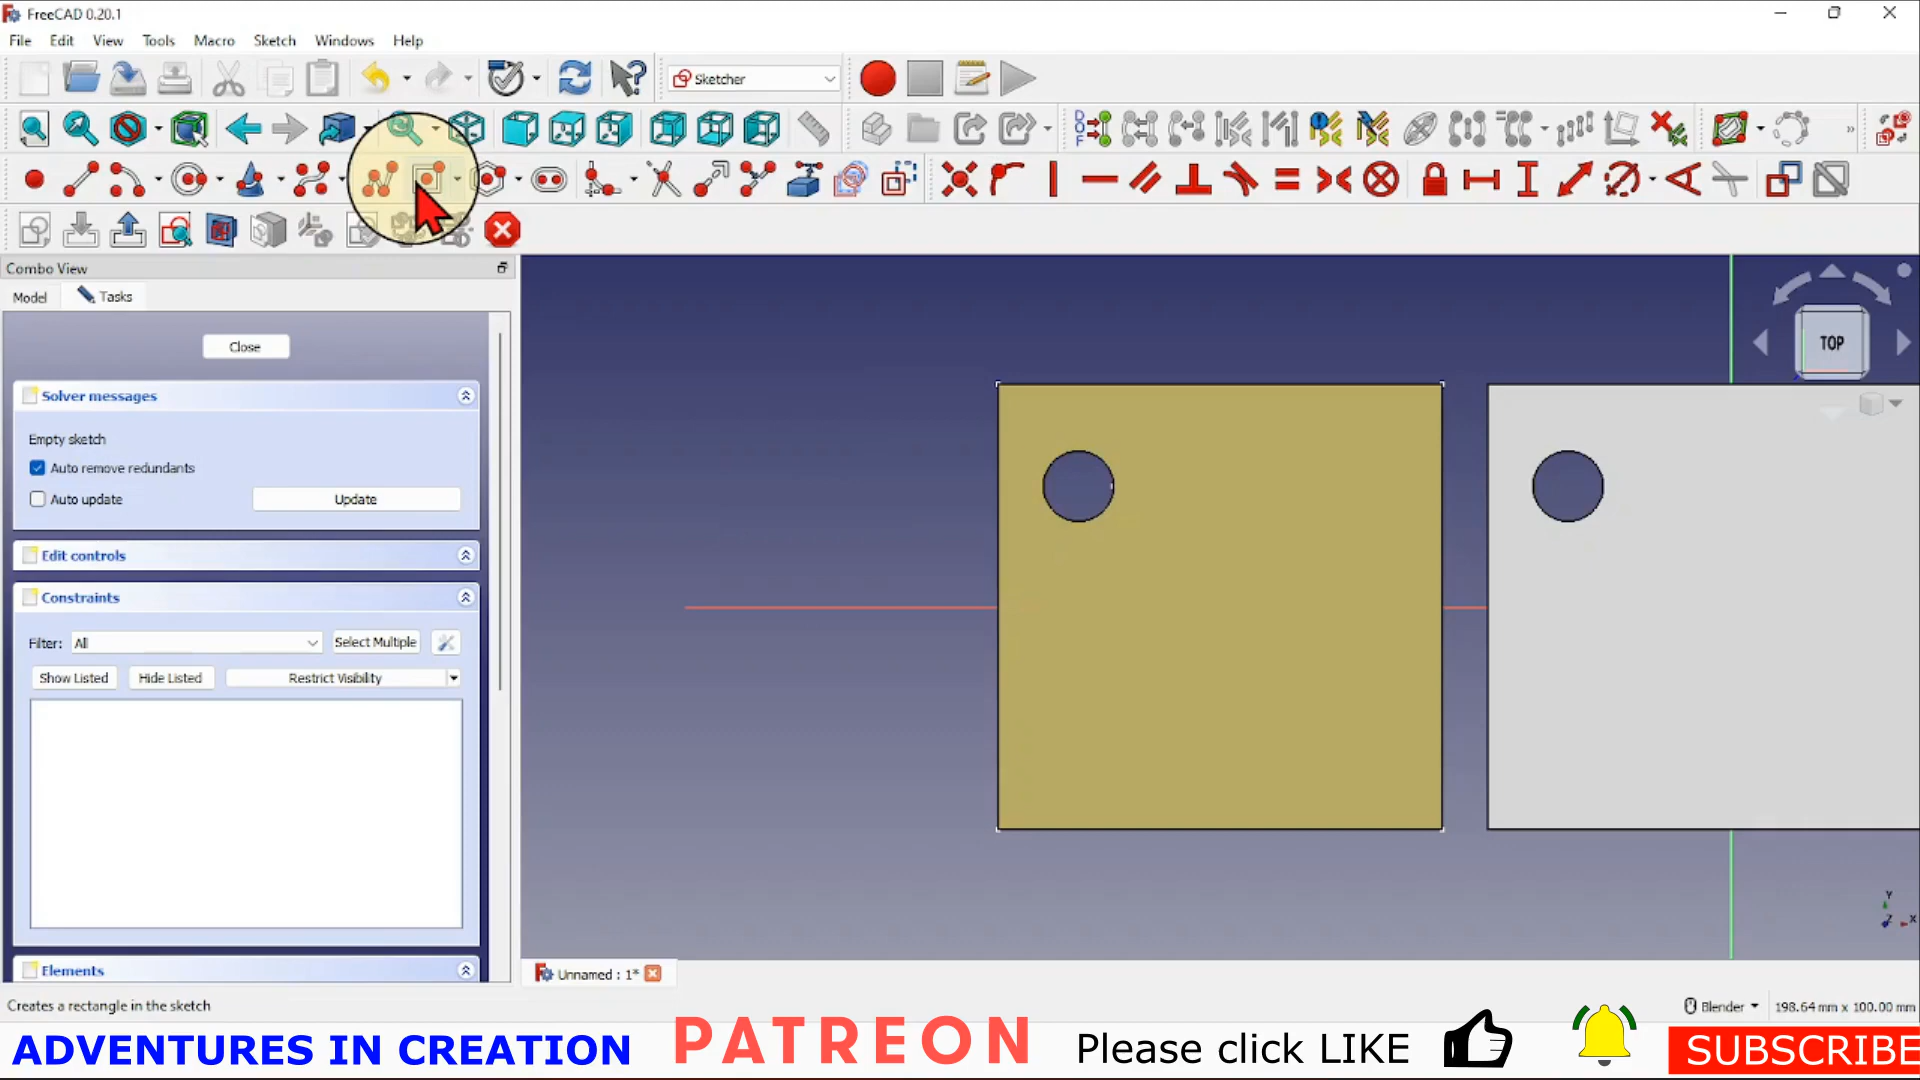 FreeCAD 0.20.1
File Edit View Tools Macro Sketch Windows Help
Sketcher
DOF
Combo View
Model Tasks
Close
Solver messages
Empty sketch
Auto remove redundants
Auto update Update
Edit controls
Constraints
Filter: All Select Multiple
Show Listed Hide Listed Restrict Visibility
Elements
TOP
Y
Z X
Unnamed : 1*
Creates a rectangle in the sketch
Blender 198.64 mm x 100.00 mm
ADVENTURES IN CREATION PATREON Please click LIKE SUBSCRIBE